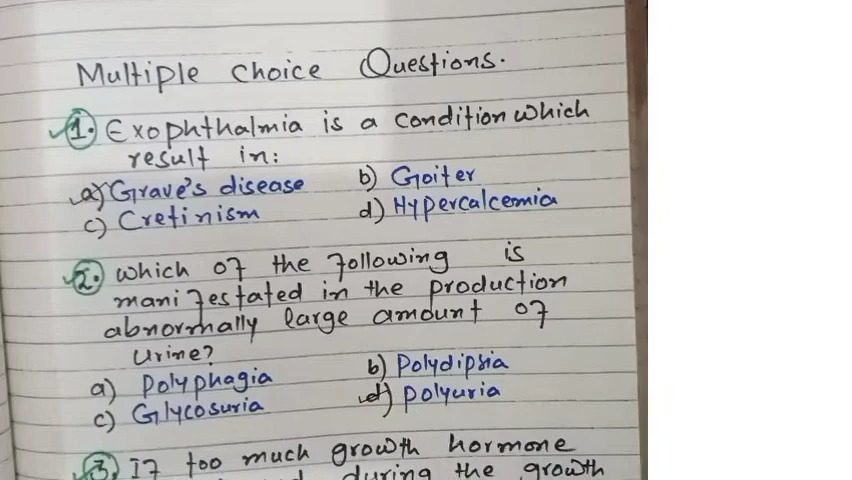 Multiple choice Questions.
1. Exophthalmia is a condition which
result in:
a) Grave's disease b) Goiter
c) Cretinism d) Hypercalcemia
2. which of the following is
manifestated in the production
abnormally large amount of
urine?
a) Polyphagia b) Polydipsia
c) Glycosuria d) polyuria
3. If too much growth hormone
during the growth